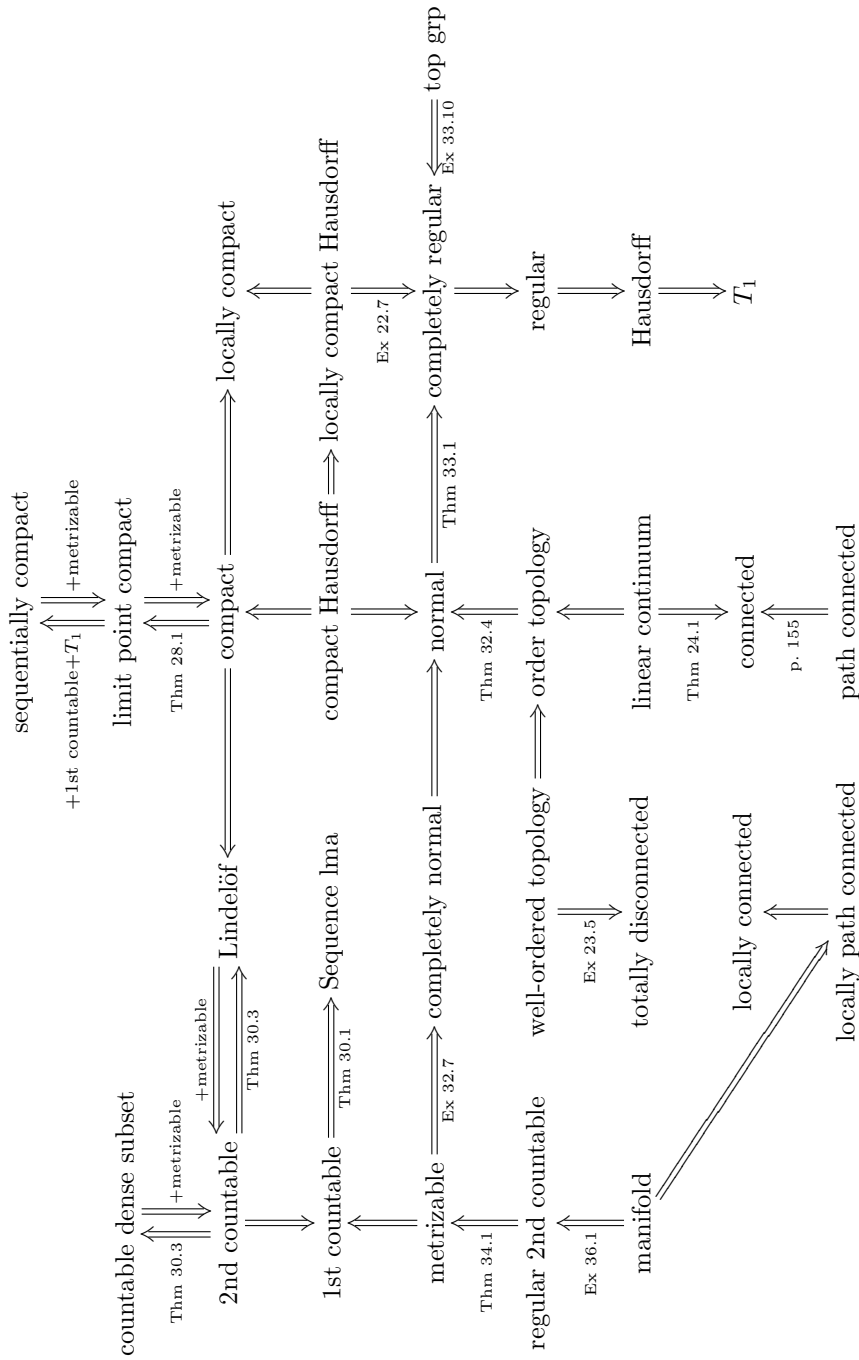 sequentially compact
+1st countable+T₁
+metrizable
countable dense subset
limit point compact
Thm 30.3
+metrizable
Thm 28.1
+metrizable
+metrizable
2nd countable
Lindelöf
compact
locally compact
Thm 30.3
1st countable
Sequence lma
compact Hausdorff
locally compact Hausdorff
Thm 30.1
Ex 22.7
metrizable
completely normal
normal
completely regular
top grp
Ex 32.7
Thm 33.1
Ex 33.10
Thm 34.1
Thm 32.4
regular 2nd countable
well-ordered topology
order topology
regular
Ex 36.1
Ex 23.5
manifold
totally disconnected
linear continuum
Hausdorff
Thm 24.1
locally connected
connected
T₁
p. 155
locally path connected
path connected